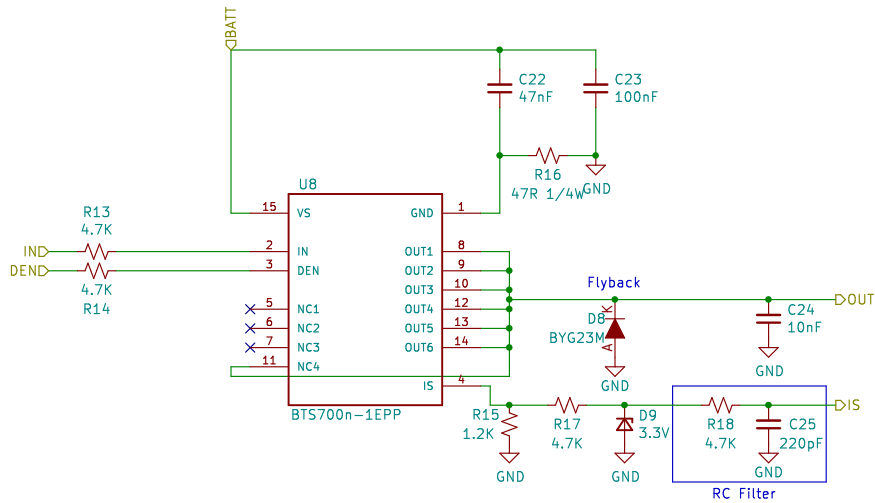 BATT
C22
47nF
C23
100nF
R16
47R 1/4W
GND
U8
15
VS
GND
1
R13
4.7K
IN
2
IN
OUT1
8
DEN
3
DEN
OUT2
9
4.7K
R14
OUT3
10
Flyback
5
NC1
OUT4
12
K
OUT
6
NC2
OUT5
13
D8
BYG23M
C24
10nF
7
NC3
OUT6
14
A
11
NC4
GND
GND
IS
4
BTS700n-1EPP
R15
1.2K
R17
4.7K
D9
3.3V
R18
4.7K
C25
220pF
IS
GND
GND
GND
RC Filter